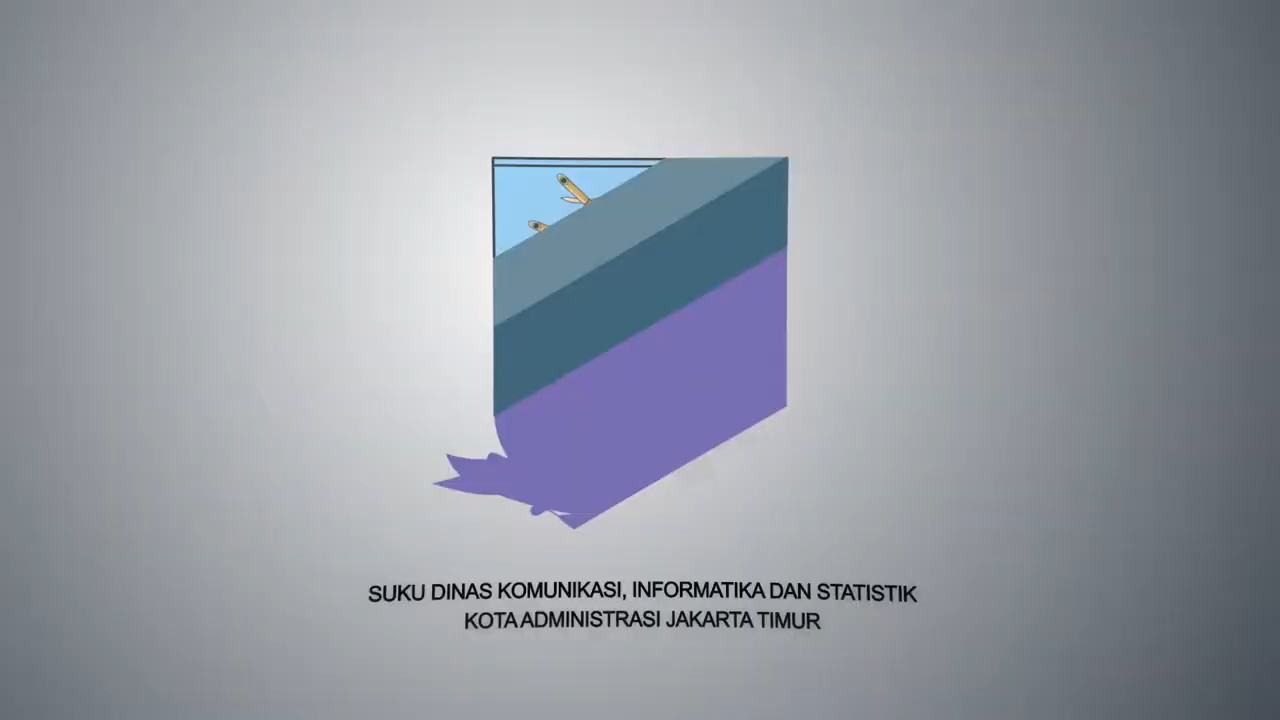 SUKU DINAS KOMUNIKASI, INFORMATIKA DAN STATISTIK
KOTA ADMINISTRASI JAKARTA TIMUR